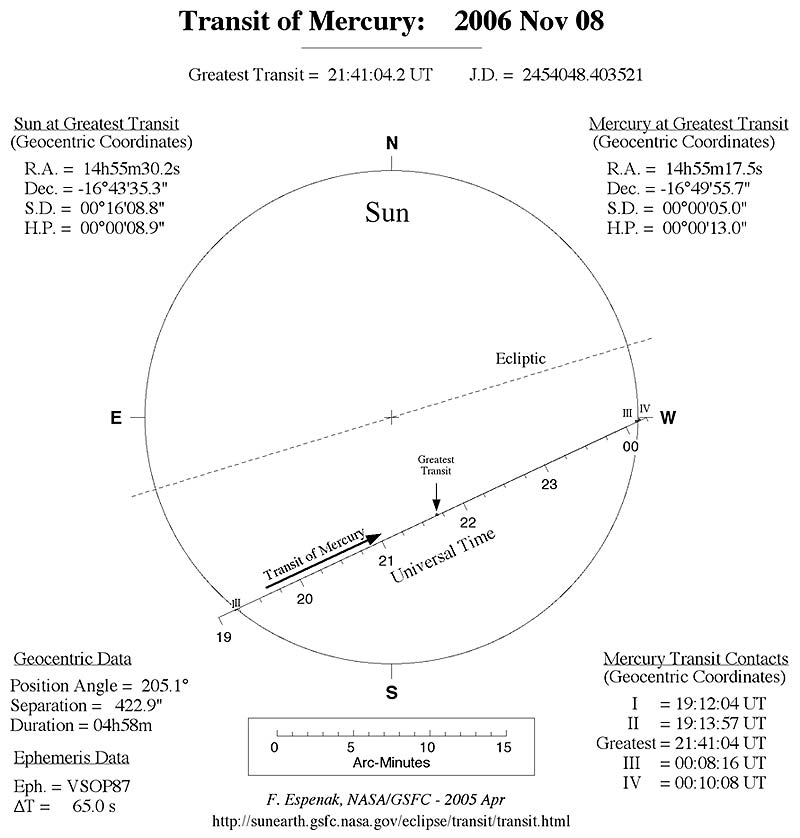 Transit of Mercury: 2006 Nov 08
Greatest Transit = 21:41:04.2 UT J.D. = 2454048.403521
Sun at Greatest Transit
(Geocentric Coordinates)
R.A. = 14h55m30.2s
Dec. = -16°43'35.3"
S.D. = 00°16'08.8"
H.P. = 00°00'08.9"
Mercury at Greatest Transit
(Geocentric Coordinates)
R.A. = 14h55m17.5s
Dec. = -16°49'55.7"
S.D. = 00°00'05.0"
H.P. = 00°00'13.0"
N
Sun
Ecliptic
E
III
IV
W
00
Greatest
Transit
23
22
Transit of Mercury
21
Universal Time
20
I II
19
S
Geocentric Data
Position Angle = 205.1°
Separation = 422.9"
Duration = 04h58m
Ephemeris Data
Eph. = VSOP87
ΔT = 65.0 s
0 5 10 15
Arc-Minutes
Mercury Transit Contacts
(Geocentric Coordinates)
I = 19:12:04 UT
II = 19:13:57 UT
Greatest = 21:41:04 UT
III = 00:08:16 UT
IV = 00:10:08 UT
F. Espenak, NASA/GSFC - 2005 Apr
http://sunearth.gsfc.nasa.gov/eclipse/transit/transit.html